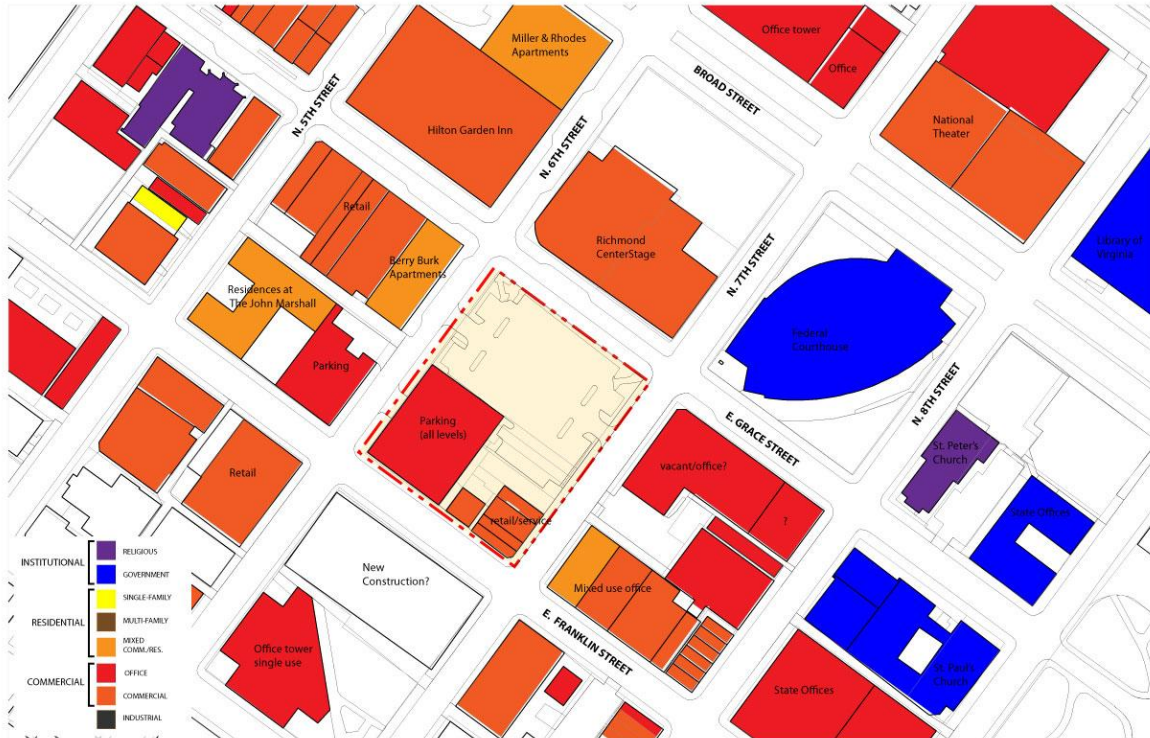 Miller & Rhodes
Apartments
Office tower
Office
BROAD STREET
N. 5TH STREET
Hilton Garden Inn
N. 6TH STREET
National
Theater
Retail
Richmond
CenterStage
N. 7TH STREET
Library of
Virginia
Berry Burk
Apartments
Residences at
The John Marshall
Federal
Courthouse
Parking
N. 8TH STREET
Parking
(all levels)
E. GRACE STREET
St. Peter's
Church
Retail
vacant/office?
?
State Offices
retail/service
New
Construction?
Mixed use office
E. FRANKLIN STREET
Office tower
single use
State Offices
St. Paul's
Church
INSTITUTIONAL
RELIGIOUS
GOVERNMENT
RESIDENTIAL
SINGLE-FAMILY
MULTI-FAMILY
MIXED
COMM./RES.
COMMERCIAL
OFFICE
COMMERCIAL
INDUSTRIAL